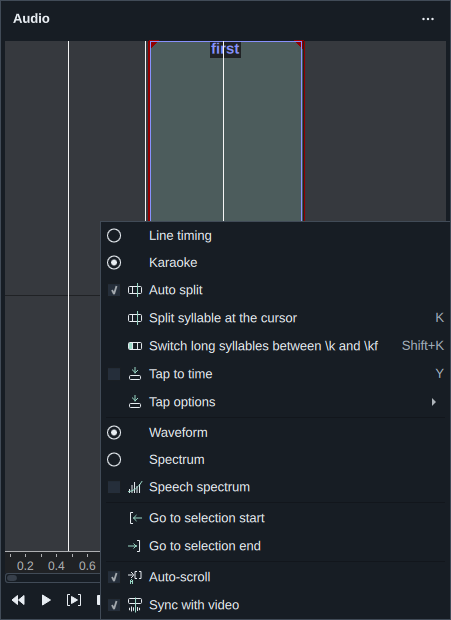 Audio
first
Line timing
Karaoke
Auto split
Split syllable at the cursor K
Switch long syllables between \k and \kf Shift+K
Tap to time Y
Tap options
Waveform
Spectrum
Speech spectrum
Go to selection start
Go to selection end
0.2 0.4 0.6
Auto-scroll
Sync with video